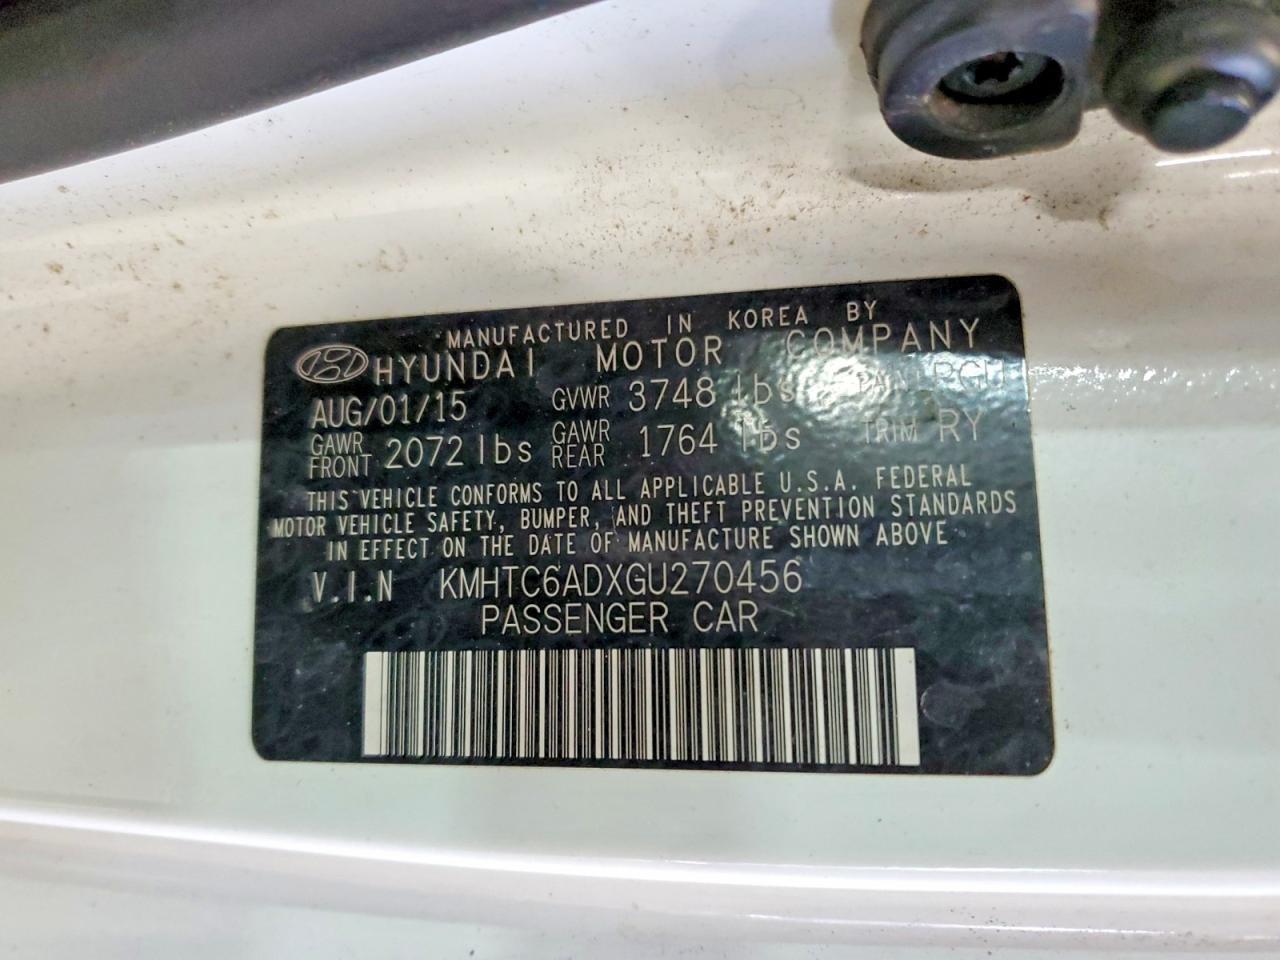 MANUFACTURED IN KOREA BY
HYUNDAI MOTOR COMPANY
AUG/01/15 GVWR 3748 lbs
GAWR FRONT 2072 lbs GAWR REAR 1764 lbs TRIM RY
THIS VEHICLE CONFORMS TO ALL APPLICABLE U.S.A. FEDERAL
MOTOR VEHICLE SAFETY, BUMPER, AND THEFT PREVENTION STANDARDS
IN EFFECT ON THE DATE OF MANUFACTURE SHOWN ABOVE
V.I.N KMHTC6ADXGU270456
PASSENGER CAR